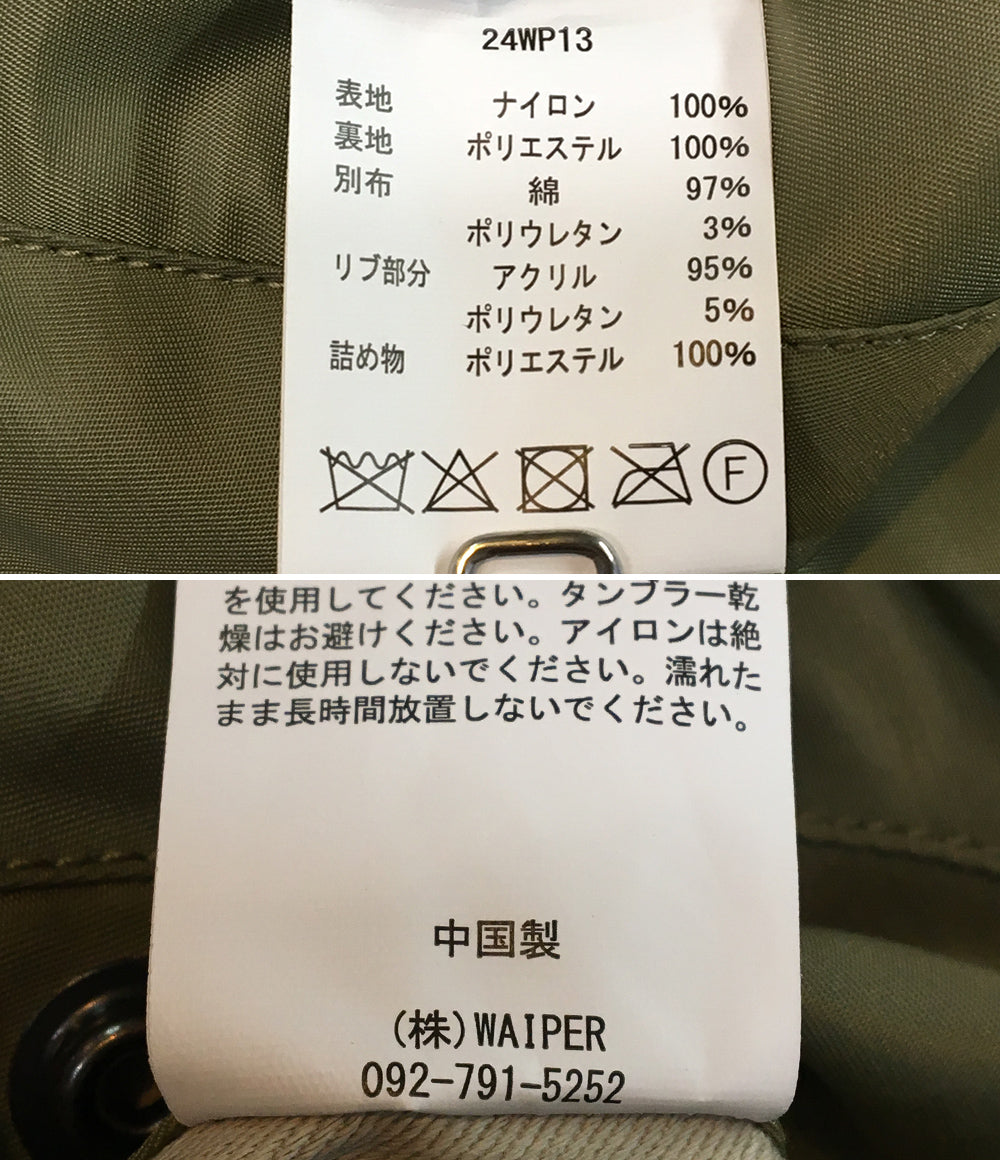 24WP13
表地 ナイロン 100%
裏地 ポリエステル 100%
別布 綿 97%
ポリウレタン 3%
リブ部分 アクリル 95%
ポリウレタン 5%
詰め物 ポリエステル 100%
F
を使用してください。タンブラー乾
燥はお避けください。アイロンは絶
対に使用しないでください。濡れた
まま長時間放置しないでください。
中国製
(株)WAIPER
092-791-5252